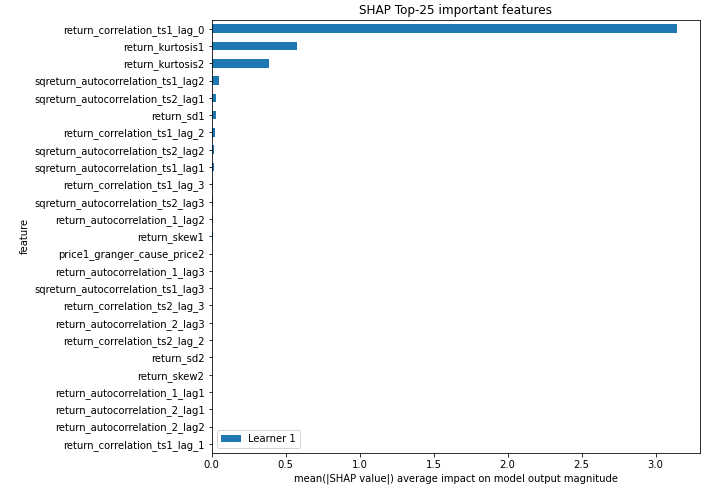 SHAP Top-25 important features
return_correlation_ts1_lag_0
return_kurtosis1
return_kurtosis2
sqreturn_autocorrelation_ts1_lag2
sqreturn_autocorrelation_ts2_lag1
return_sd1
return_correlation_ts1_lag_2
sqreturn_autocorrelation_ts2_lag2
sqreturn_autocorrelation_ts1_lag1
return_correlation_ts1_lag_3
sqreturn_autocorrelation_ts2_lag3
return_autocorrelation_1_lag2
return_skew1
price1_granger_cause_price2
return_autocorrelation_1_lag3
sqreturn_autocorrelation_ts1_lag3
return_correlation_ts2_lag_3
return_autocorrelation_2_lag3
return_correlation_ts2_lag_2
return_sd2
return_skew2
return_autocorrelation_1_lag1
return_autocorrelation_2_lag1
return_autocorrelation_2_lag2
return_correlation_ts1_lag_1
feature
Learner 1
0.0 0.5 1.0 1.5 2.0 2.5 3.0
mean(|SHAP value|) average impact on model output magnitude